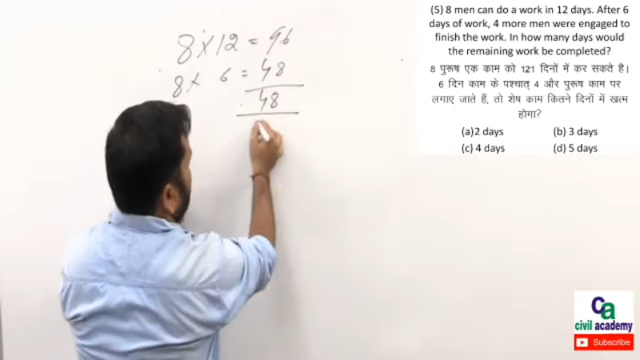 8 × 12 = 96
8 × 6 = 48
48
(5) 8 men can do a work in 12 days. After 6
days of work, 4 more men were engaged to
finish the work. In how many days would
the remaining work be completed?
8 पुरूष एक काम को 121 दिनों में कर सकते है।
6 दिन काम के पश्चात् 4 और पुरूष काम पर
लगाए जाते हैं, तो शेष काम कितने दिनों में खत्म
होगा?
(a)2 days (b) 3 days
(c) 4 days (d) 5 days
ca
civil academy
Subscribe